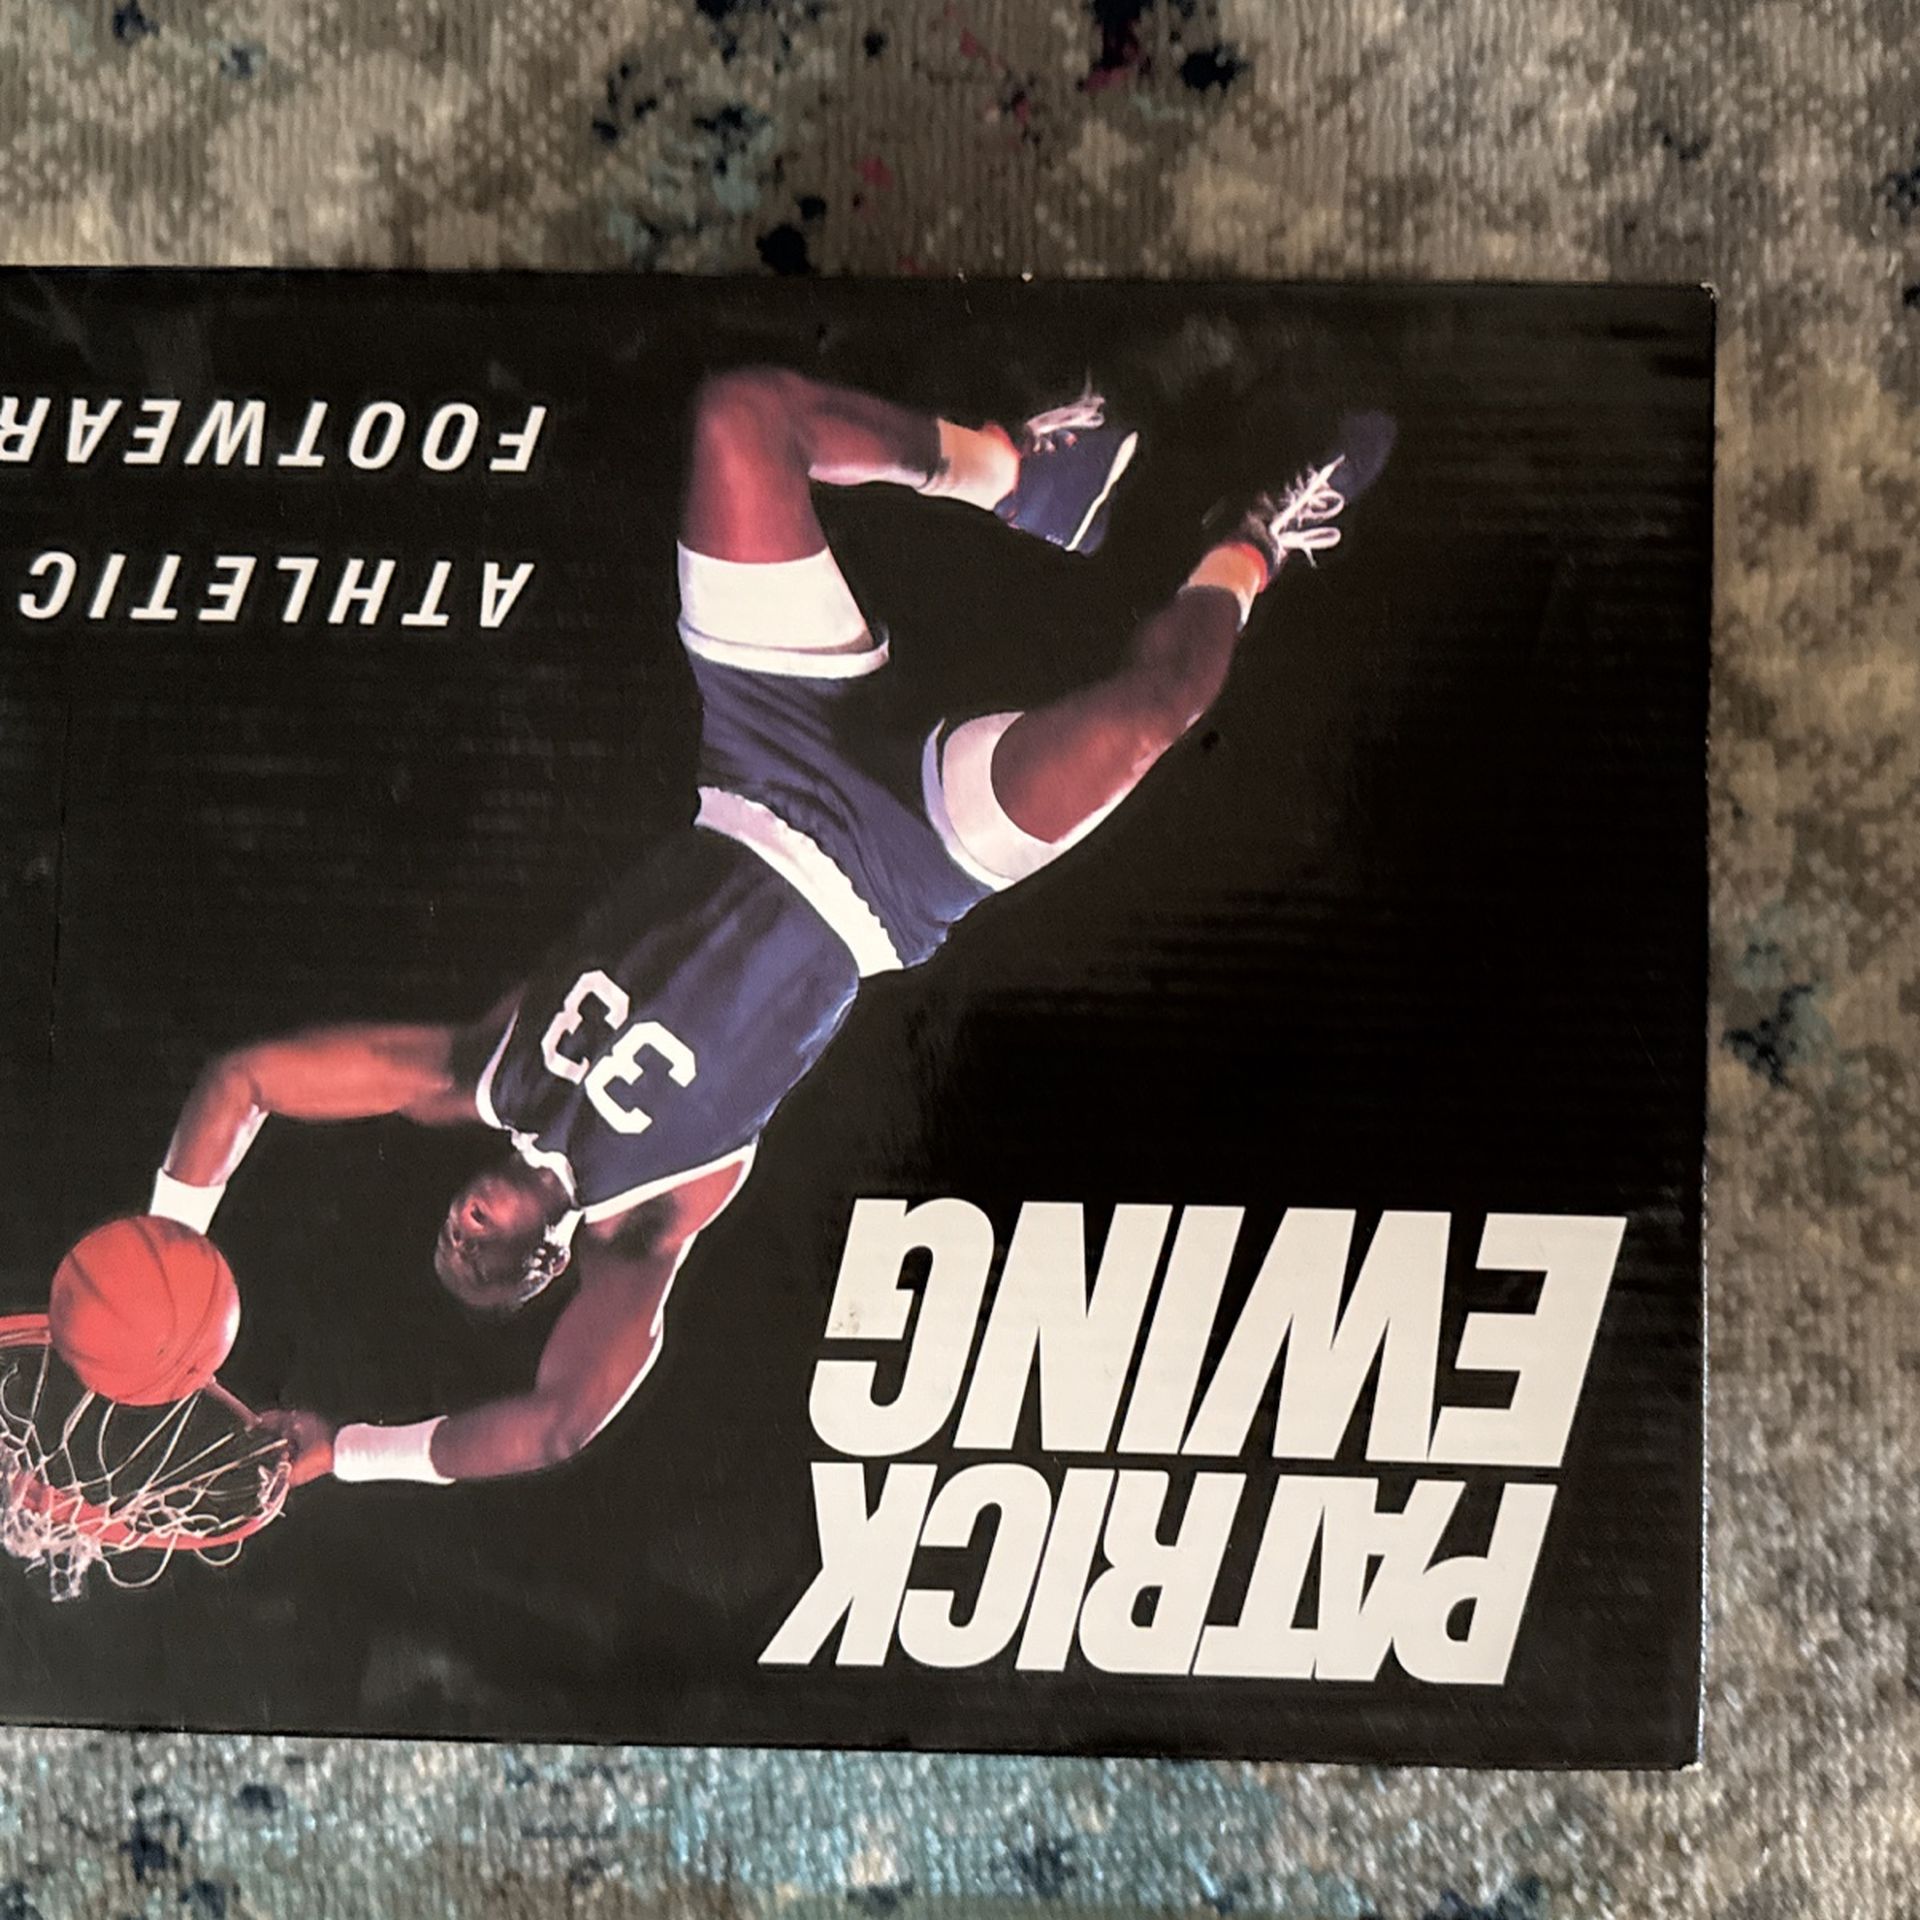 PATRICK
EWING
33
ATHLETIC
FOOTWEAR